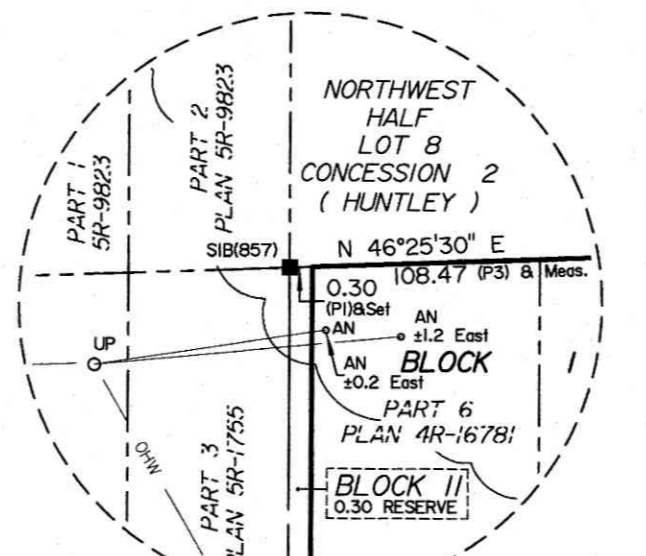 NORTHWEST
HALF
LOT 8
CONCESSION 2
( HUNTLEY )
PART 1
5R-9823
PART 2
PLAN 5R-9823
SIB(857)
N 46°25'30" E
108.47 (P3) & Meas.
0.30
(P1)&Set
AN
AN
±1.2 East
UP
AN
±0.2 East
BLOCK 1
PART 6
PLAN 4R-16781
OHW
PART 3
PLAN 5R-1755
BLOCK 11
0.30 RESERVE